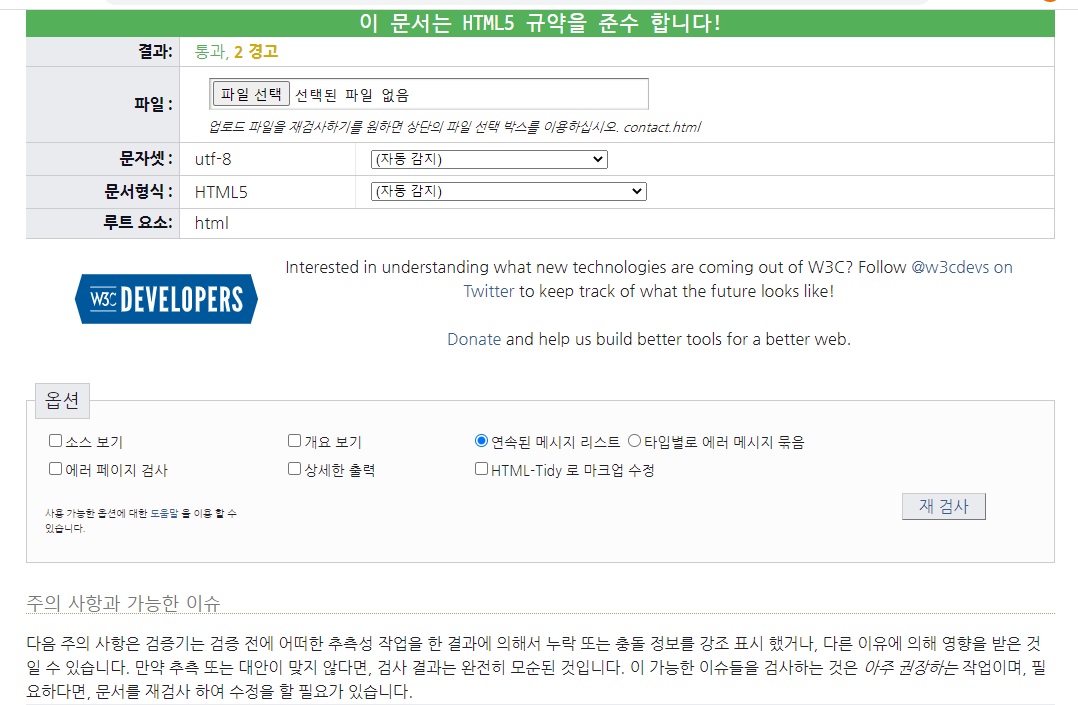 이 문서는 HTML5 규약을 준수 합니다!
결과: 통과, 2 경고
파일 : 파일 선택 선택된 파일 없음
업로드 파일을 재검사하기를 원하면 상단의 파일 선택 박스를 이용하십시오. contact.html
문자셋 : utf-8 (자동 감지)
문서형식 : HTML5 (자동 감지)
루트 요소: html
Interested in understanding what new technologies are coming out of W3C? Follow @w3cdevs on
W3C DEVELOPERS
Twitter to keep track of what the future looks like!
Donate and help us build better tools for a better web.
옵션
소스 보기 개요 보기 연속된 메시지 리스트 타입별로 에러 메시지 묶음
에러 페이지 검사 상세한 출력 HTML-Tidy 로 마크업 수정
재 검사
사용 가능한 옵션에 대한 도움말 을 이용 할 수
있습니다.
주의 사항과 가능한 이슈
다음 주의 사항은 검증기는 검증 전에 어떠한 추측성 작업을 한 결과에 의해서 누락 또는 충돌 정보를 강조 표시 했거나, 다른 이유에 의해 영향을 받은 것
일 수 있습니다. 만약 추측 또는 대안이 맞지 않다면, 검사 결과는 완전히 모순된 것입니다. 이 가능한 이슈들을 검사하는 것은 아주 권장하는 작업이며, 필
요하다면, 문서를 재검사 하여 수정을 할 필요가 있습니다.